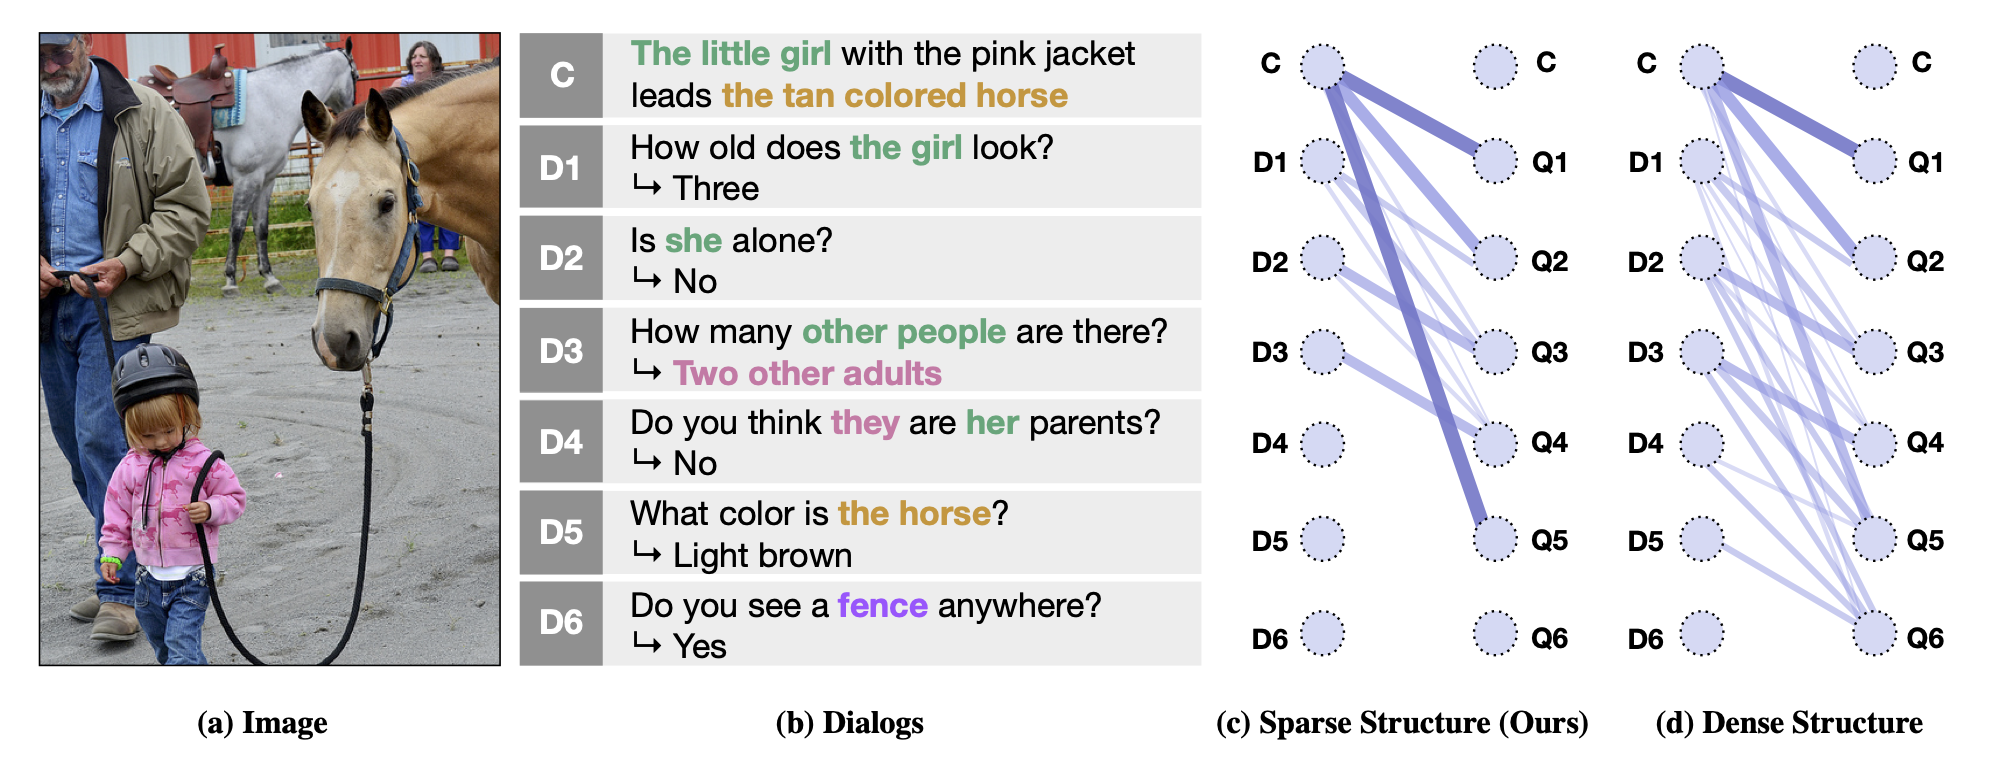 C
The little girl with the pink jacket
leads the tan colored horse
D1
How old does the girl look?
↳ Three
D2
Is she alone?
↳ No
D3
How many other people are there?
↳ Two other adults
D4
Do you think they are her parents?
↳ No
D5
What color is the horse?
↳ Light brown
D6
Do you see a fence anywhere?
↳ Yes
C C
D1 Q1
D2 Q2
D3 Q3
D4 Q4
D5 Q5
D6 Q6
C C
D1 Q1
D2 Q2
D3 Q3
D4 Q4
D5 Q5
D6 Q6
(a) Image
(b) Dialogs
(c) Sparse Structure (Ours)
(d) Dense Structure